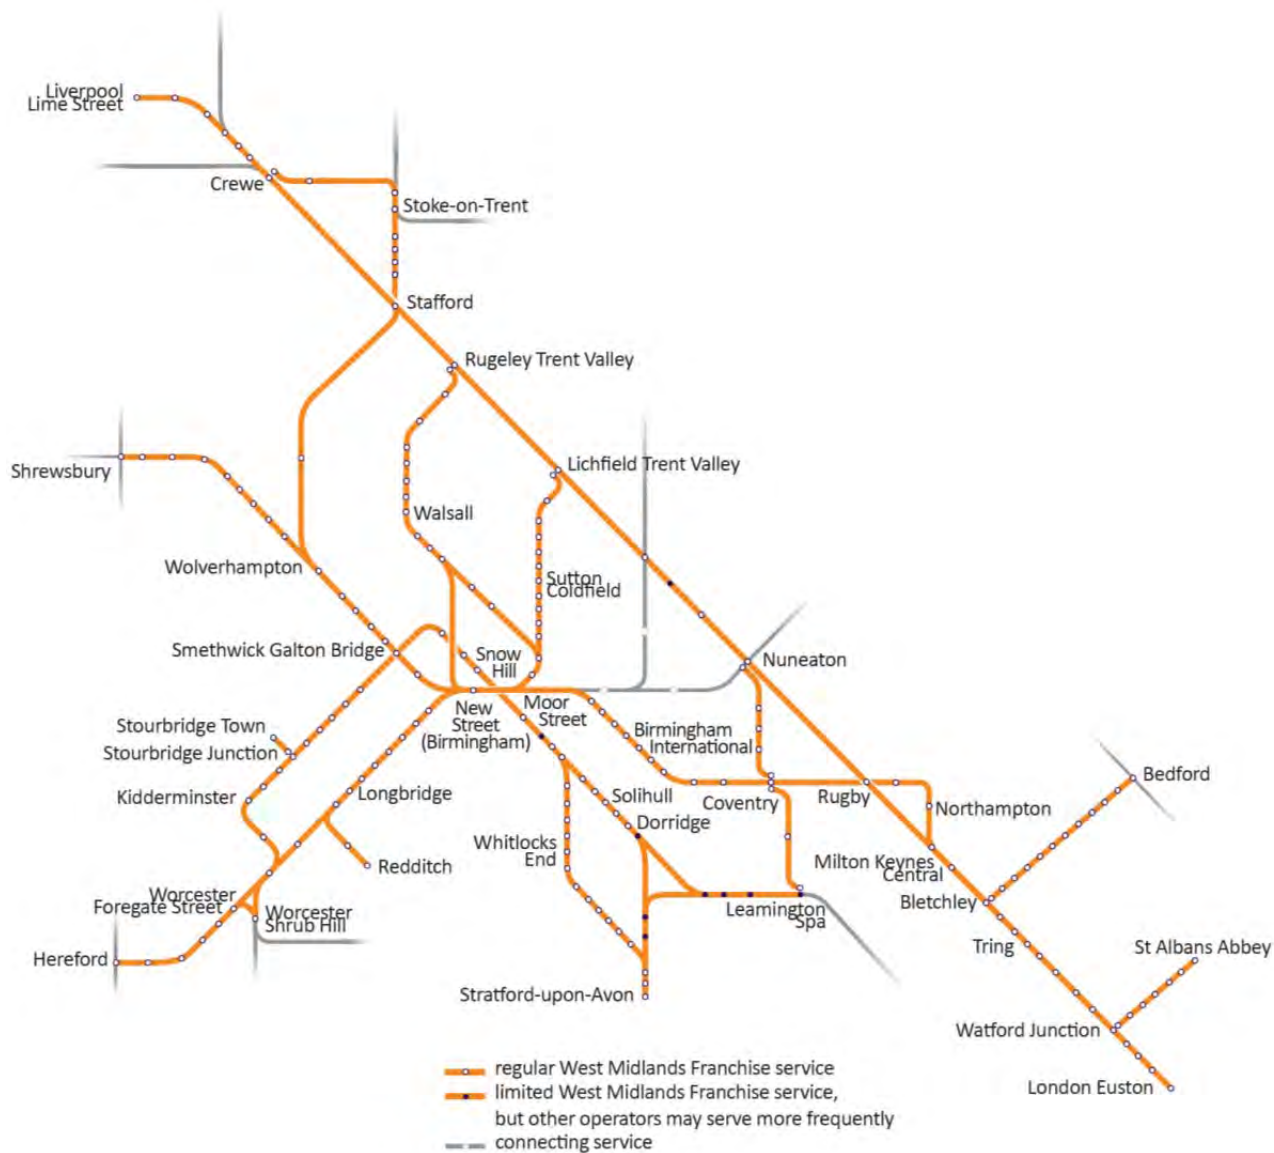 Liverpool
Lime Street
Crewe
Stoke-on-Trent
Stafford
Rugeley Trent Valley
Shrewsbury
Lichfield Trent Valley
Walsall
Wolverhampton
Sutton
Coldfield
Smethwick Galton Bridge
Snow
Hill
Nuneaton
New
Street
(Birmingham)
Moor
Street
Stourbridge Town
Stourbridge Junction
Birmingham
International
Kidderminster
Longbridge
Solihull
Dorridge
Coventry
Rugby
Bedford
Northampton
Whitlocks
End
Redditch
Milton Keynes
Central
Bletchley
Worcester
Foregate Street
Worcester
Shrub Hill
Leamington
Spa
Tring
St Albans Abbey
Hereford
Stratford-upon-Avon
Watford Junction
London Euston
regular West Midlands Franchise service
limited West Midlands Franchise service,
but other operators may serve more frequently
connecting service